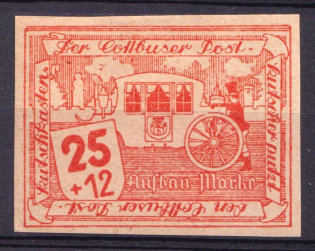 Der Cottbuser Post-
kutscher putzt
den Cottbuser Post-
kutschkasten
25
+12
Aufbau-Marke